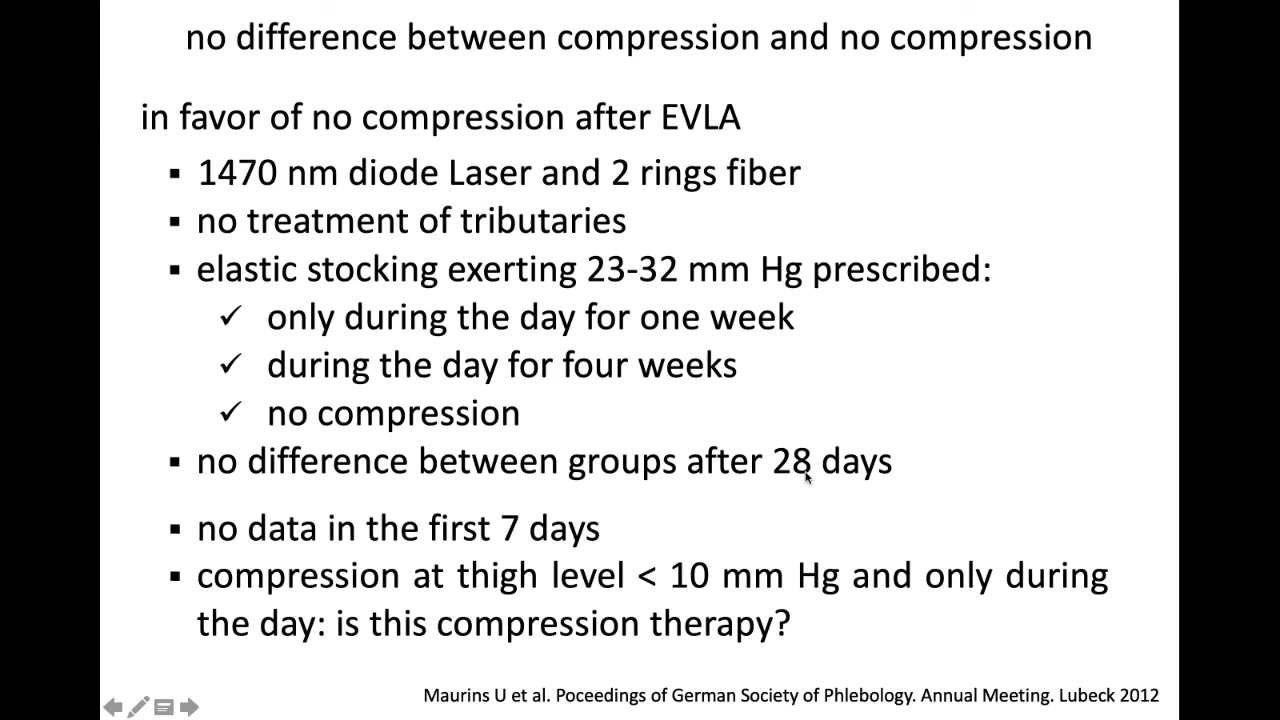 no difference between compression and no compression
in favor of no compression after EVLA
▪ 1470 nm diode Laser and 2 rings fiber
▪ no treatment of tributaries
▪ elastic stocking exerting 23-32 mm Hg prescribed:
✓ only during the day for one week
✓ during the day for four weeks
✓ no compression
▪ no difference between groups after 28 days
▪ no data in the first 7 days
▪ compression at thigh level < 10 mm Hg and only during
the day: is this compression therapy?
Maurins U et al. Poceedings of German Society of Phlebology. Annual Meeting. Lubeck 2012